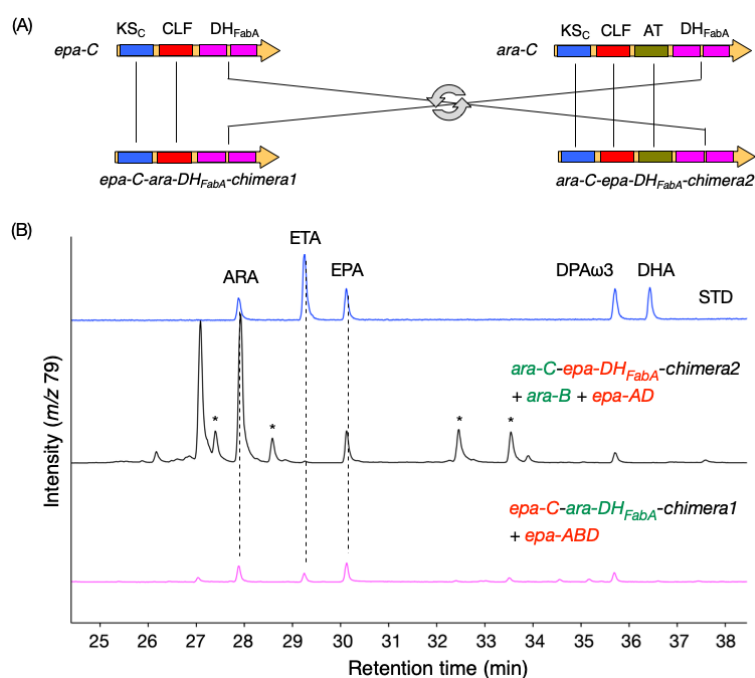 (A)
KSC CLF DHFabA
epa-C
KSC CLF AT DHFabA
ara-C
epa-C-ara-DHFabA-chimera1
ara-C-epa-DHFabA-chimera2
(B)
ETA
ARA
EPA
DPAω3
DHA
STD
ara-C-epa-DHFabA-chimera2
+ ara-B + epa-AD
* * * *
epa-C-ara-DHFabA-chimera1
+ epa-ABD
Intensity (m/z 79)
25 26 27 28 29 30 31 32 33 34 35 36 37 38
Retention time (min)